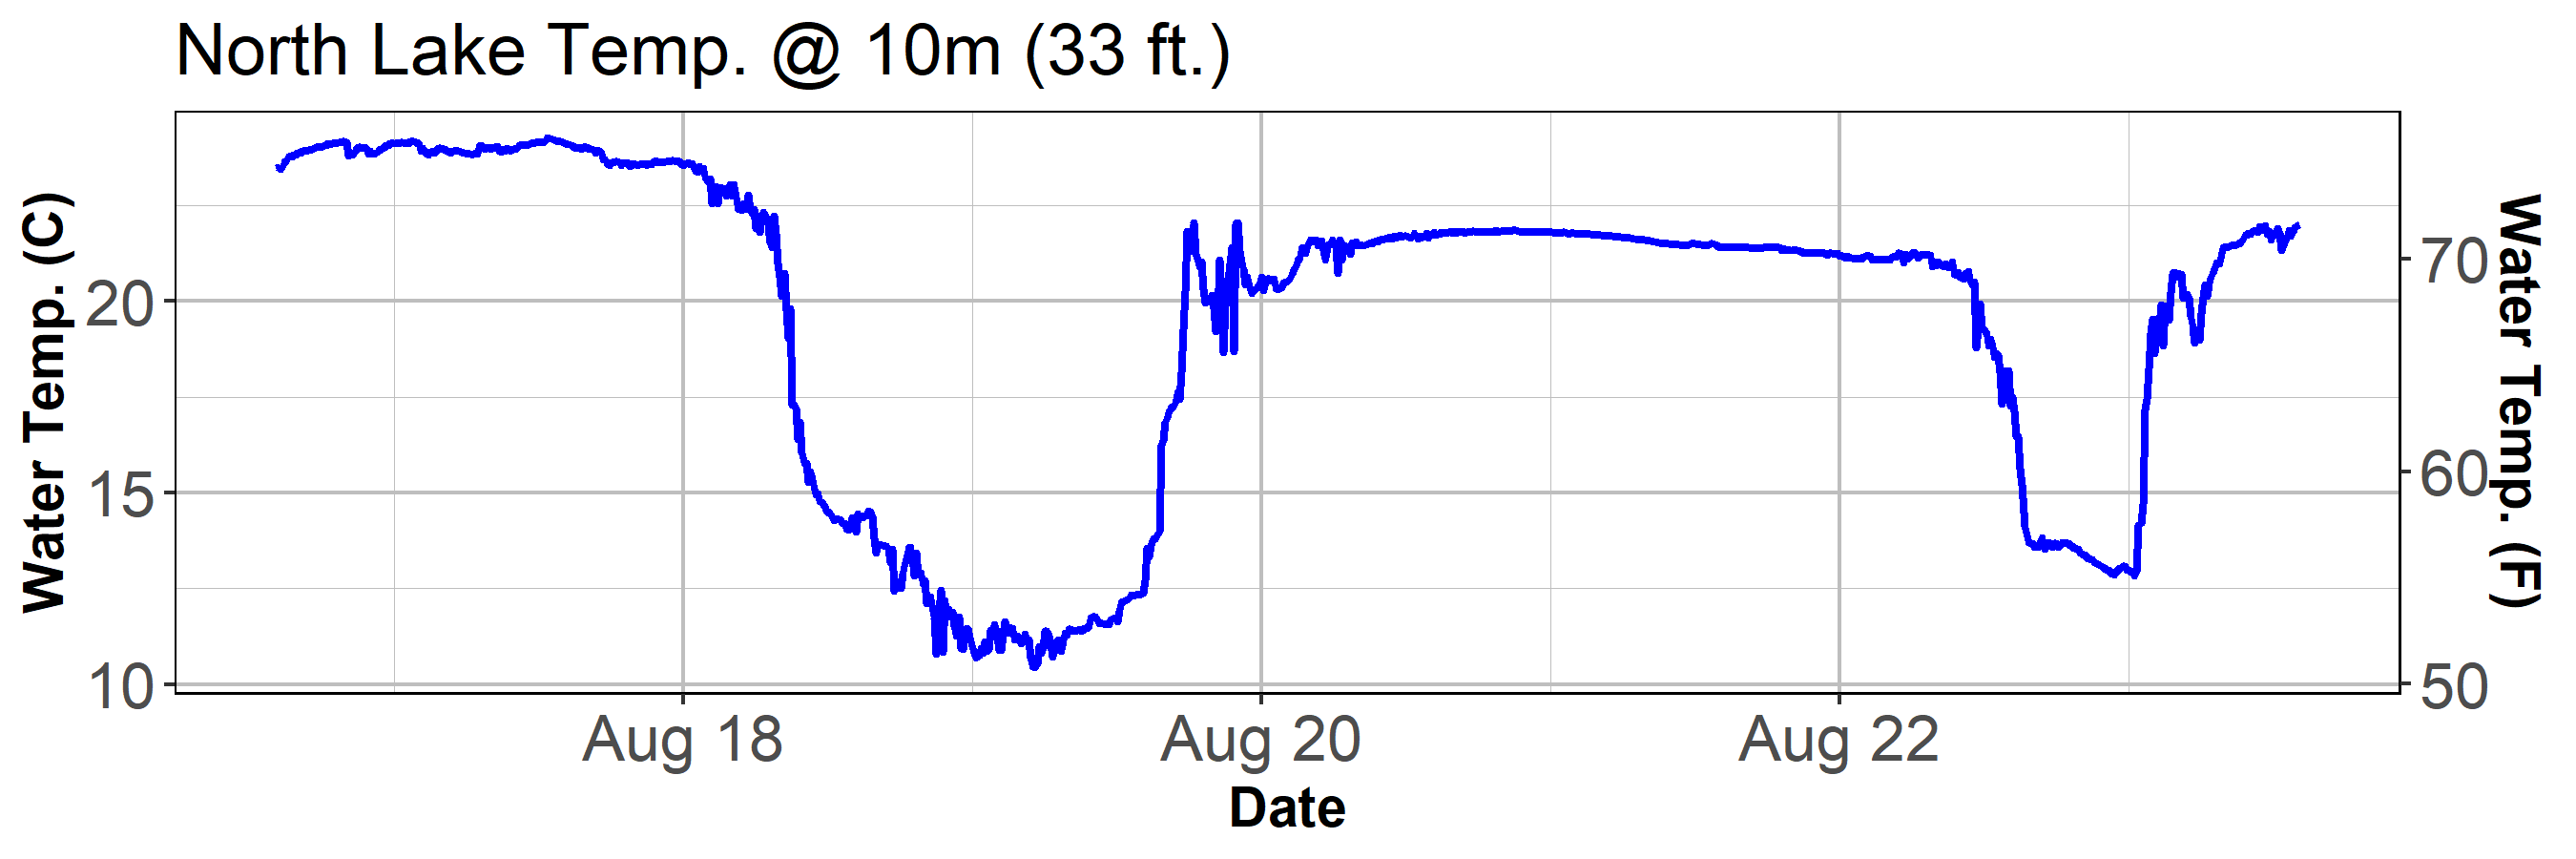 North Lake Temp. @ 10m (33 ft.)
Water Temp. (C)
20
15
10
70
60
50
Water Temp. (F)
Aug 18
Aug 20
Aug 22
Date